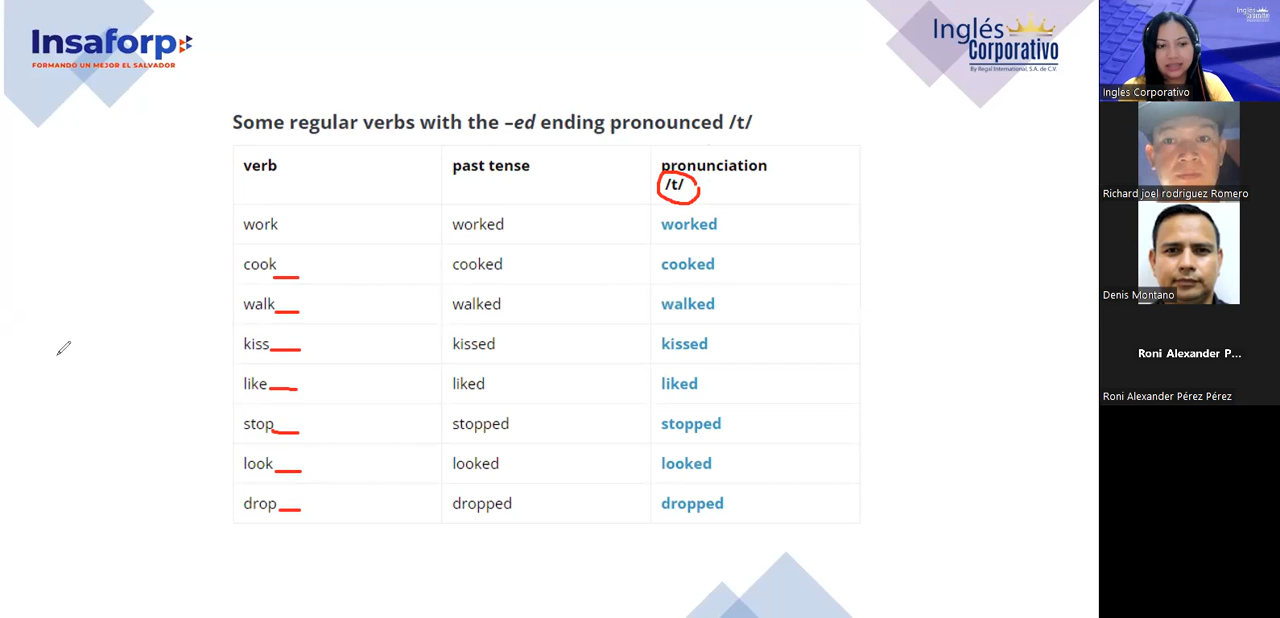 Insaforp
FORMANDO UN MEJOR EL SALVADOR
Inglés
Corporativo
By Regal International, S.A. de C.V.
Some regular verbs with the –ed ending pronounced /t/
verb past tense pronunciation
/t/
work worked worked
cook cooked cooked
walk walked walked
kiss kissed kissed
like liked liked
stop stopped stopped
look looked looked
drop dropped dropped
Inglés
Ingles Corporativo
Richard joel rodriguez Romero
Denis Montano
Roni Alexander P...
Roni Alexander Pérez Pérez